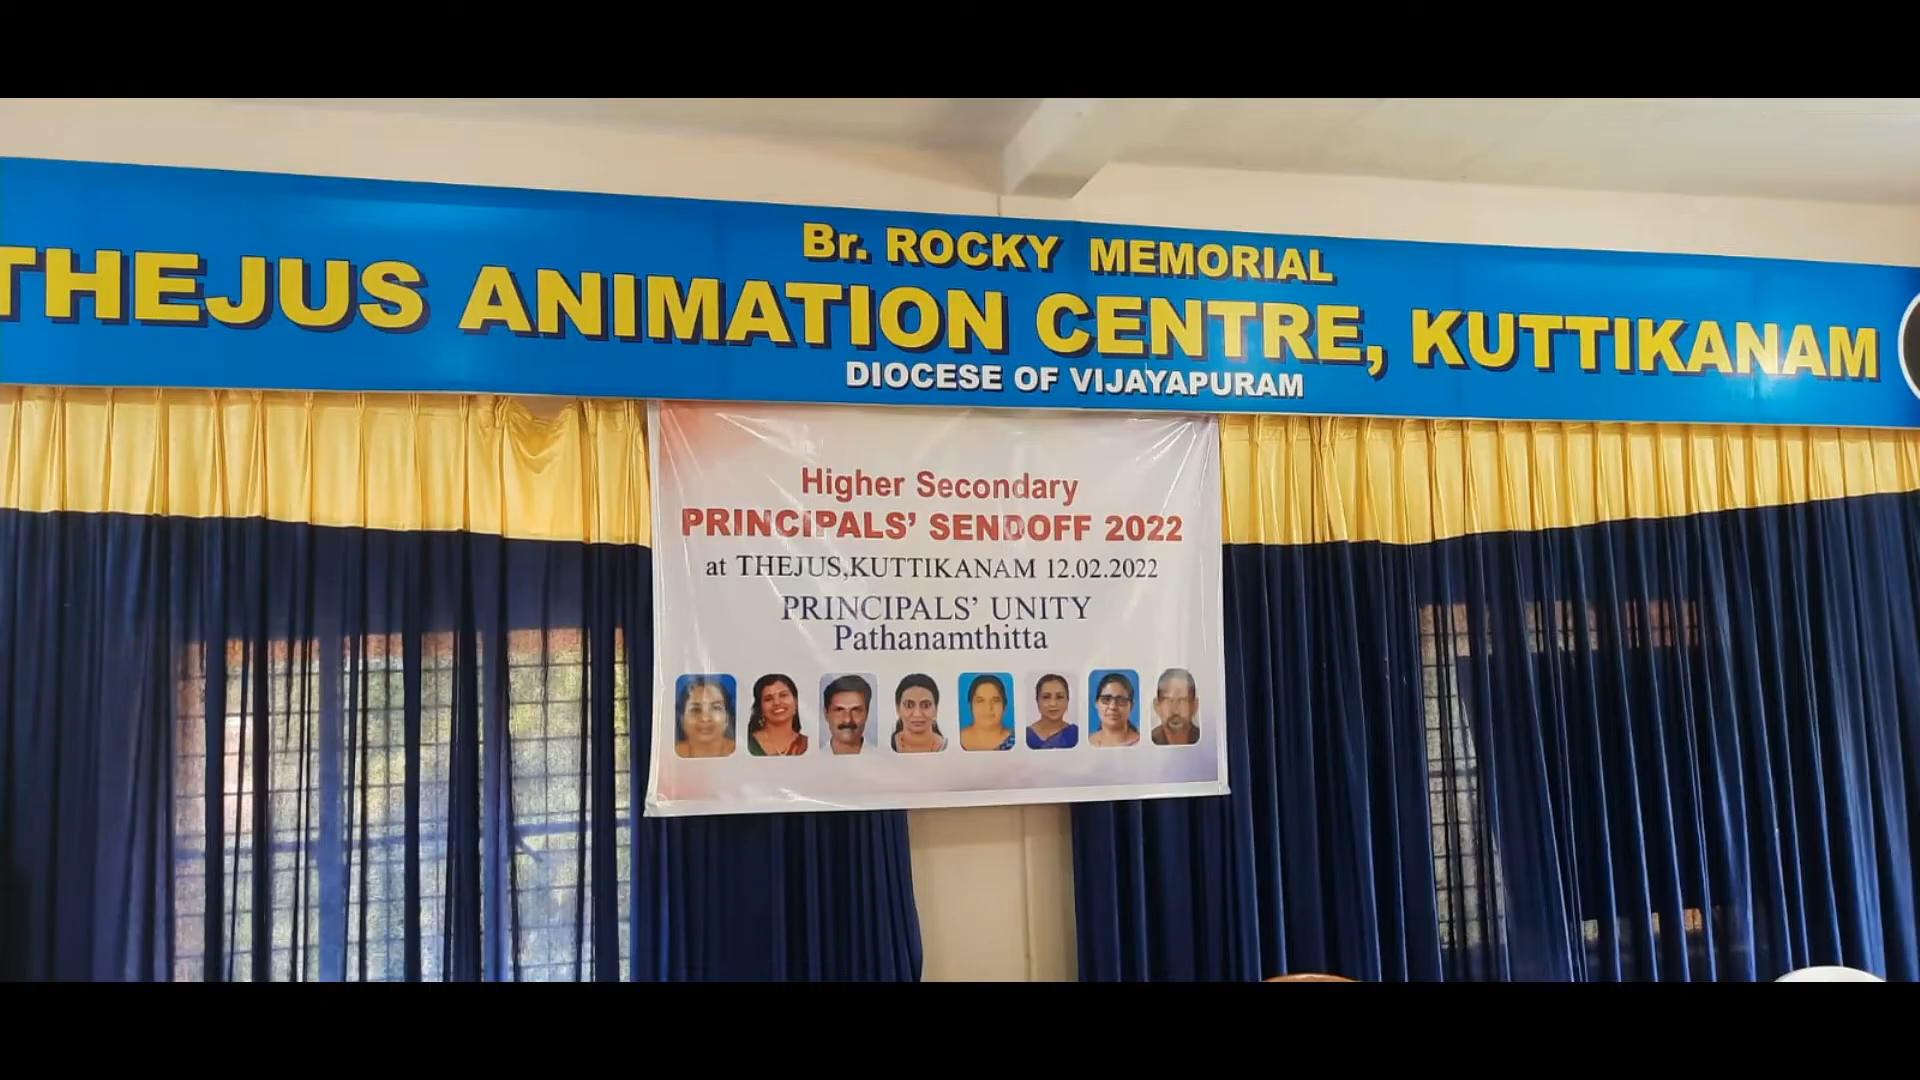 Br. ROCKY MEMORIAL
THEJUS ANIMATION CENTRE, KUTTIKANAM
DIOCESE OF VIJAYAPURAM
Higher Secondary
PRINCIPALS’ SENDOFF 2022
at THEJUS,KUTTIKANAM 12.02.2022
PRINCIPALS’ UNITY
Pathanamthitta